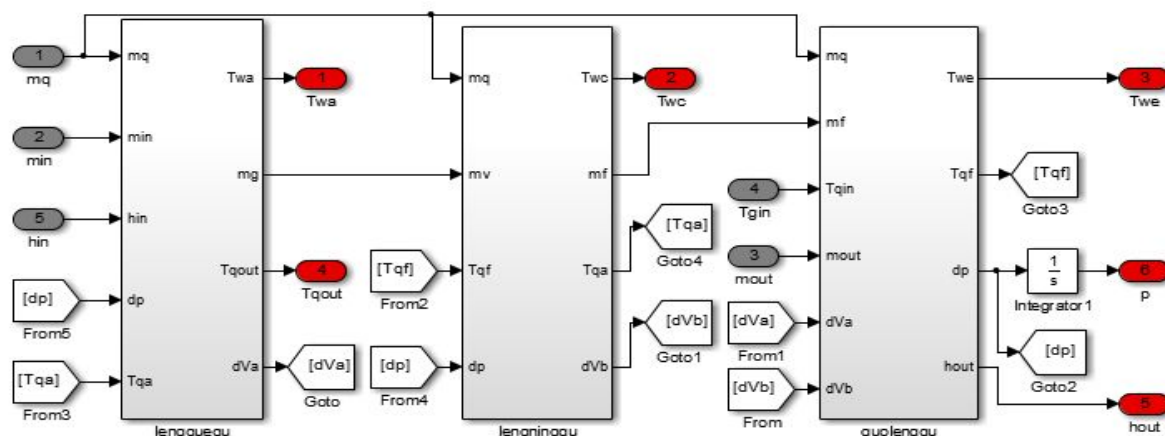 1
mq
2
min
5
hin
[dp]
From5
[Tqa]
From3
mq
min
hin
dp
Tqa
Twa
mg
Tqout
dVa
lengquequ
1
Twa
4
Tqout
[dVa]
Goto
[Tqf]
From2
[dp]
From4
mq
mv
Tqf
dp
Twc
mf
Tqa
dVb
lengningqu
2
Twc
[Tqa]
Goto4
[dVb]
Goto1
4
Tgin
3
mout
[dVa]
From1
[dVb]
From
mq
mf
Tqin
mout
dVa
dVb
Twe
Tqf
dp
hout
guolengqu
3
Twe
[Tqf]
Goto3
1
s
Integrator1
6
p
[dp]
Goto2
5
hout